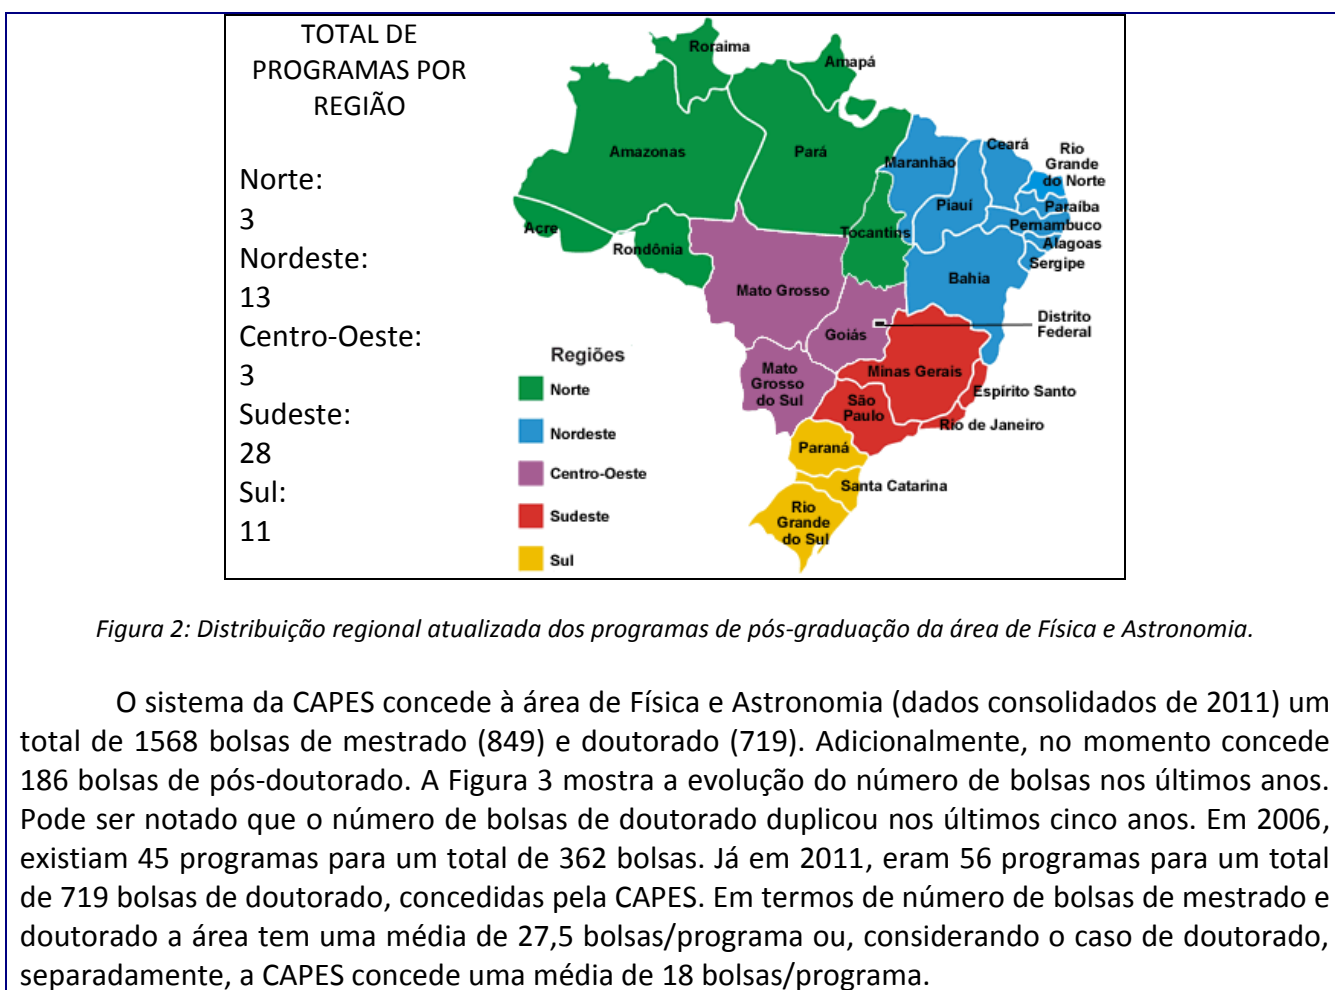 TOTAL DE
PROGRAMAS POR
REGIÃO
Norte:
3
Nordeste:
13
Centro-Oeste:
3
Sudeste:
28
Sul:
11
Roraima
Amapá
Amazonas
Pará
Acre
Rondônia
Tocantins
Maranhão
Ceará
Rio
Grande
do Norte
Piauí
Paraíba
Pernambuco
Alagoas
Sergipe
Bahia
Mato Grosso
Goiás
Distrito
Federal
Mato
Grosso
do Sul
Minas Gerais
Espírito Santo
São
Paulo
Rio de Janeiro
Paraná
Santa Catarina
Rio
Grande
do Sul
Regiões
Norte
Nordeste
Centro-Oeste
Sudeste
Sul
Figura 2: Distribuição regional atualizada dos programas de pós-graduação da área de Física e Astronomia.
O sistema da CAPES concede à área de Física e Astronomia (dados consolidados de 2011) um
total de 1568 bolsas de mestrado (849) e doutorado (719). Adicionalmente, no momento concede
186 bolsas de pós-doutorado. A Figura 3 mostra a evolução do número de bolsas nos últimos anos.
Pode ser notado que o número de bolsas de doutorado duplicou nos últimos cinco anos. Em 2006,
existiam 45 programas para um total de 362 bolsas. Já em 2011, eram 56 programas para um total
de 719 bolsas de doutorado, concedidas pela CAPES. Em termos de número de bolsas de mestrado e
doutorado a área tem uma média de 27,5 bolsas/programa ou, considerando o caso de doutorado,
separadamente, a CAPES concede uma média de 18 bolsas/programa.